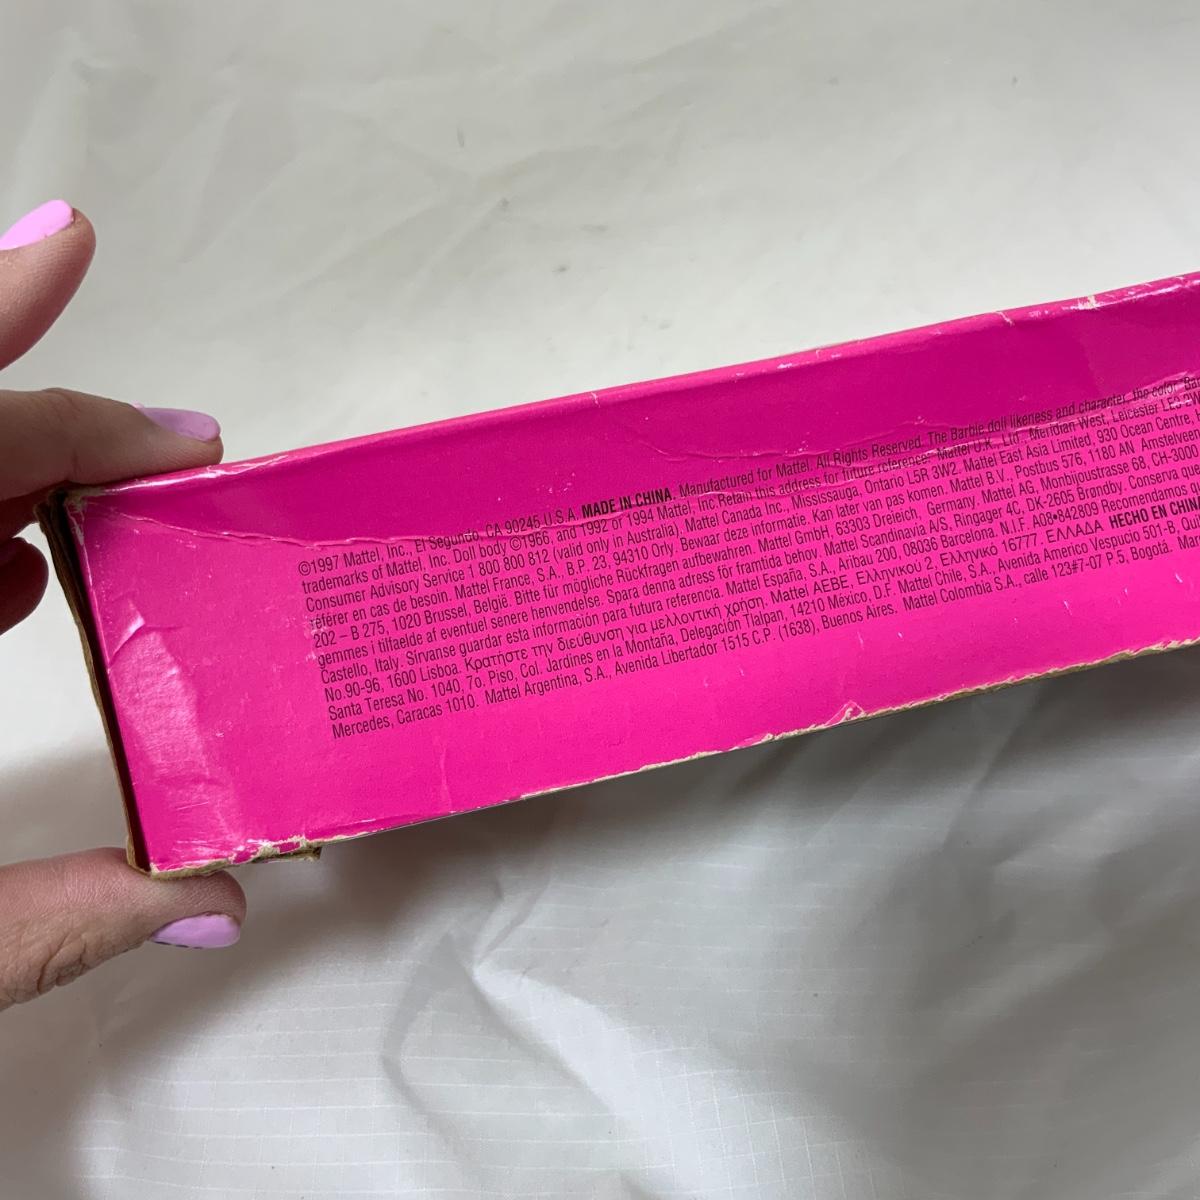 ©1997 Mattel, Inc., El Segundo, CA 90245 U.S.A. MADE IN CHINA. Manufactured for Mattel. All Rights Reserved. The Barbie doll likeness and character, the color
trademarks of Mattel, Inc. Doll body ©1966 and 1992 or 1994 Mattel, Inc. Retain this address for future reference: Mattel U.K., Ltd., Meridian West, Leicester LE3 2W
Consumer Advisory Service 1 800 800 812 (valid only in Australia). Mattel Canada Inc., Mississauga, Ontario L5R 3W2. Mattel East Asia Limited, 930 Ocean Centre,
référer en cas de besoin. Mattel France, S.A., B.P. 23, 94310 Orly. Bewaar deze informatie. Kan later van pas komen. Mattel B.V., Postbus 576, 1180 AN Amstelveen
202 – B 275, 1020 Brussel, België. Bitte für mögliche Rückfragen aufbewahren. Mattel GmbH, 63303 Dreieich, Germany. Mattel AG, Monbijoustrasse 68, CH-3000
gemmes i tilfaelde af eventuel senere henvendelse. Spara denna adress för framtida behov. Mattel Scandinavia A/S, Ringager 4C, DK-2605 Brøndby. Conserva que
Castello, Italy. Sírvanse guardar esta información para futura referencia. Mattel España, S.A., Aribau 200, 08036 Barcelona. N.I.F. A08•842809 Recomendamos
No.90-96, 1600 Lisboa. Κρατήστε την διεύθυνση για μελλοντική χρήση. Mattel AEBE, Ελληνικού 2, Ελληνικό 16777. ΕΛΛΑΔΑ HECHO EN CHIN
Santa Teresa No. 1040, 7o. Piso, Col. Jardines en la Montaña, Delegación Tlalpan, 14210 México, D.F. Mattel Chile, S.A., Avenida Americo Vespucio 501-B,
Mercedes, Caracas 1010. Mattel Argentina, S.A., Avenida Libertador 1515 C.P. (1638), Buenos Aires. Mattel Colombia S.A., calle 123#7-07 P.5, Bogotá.